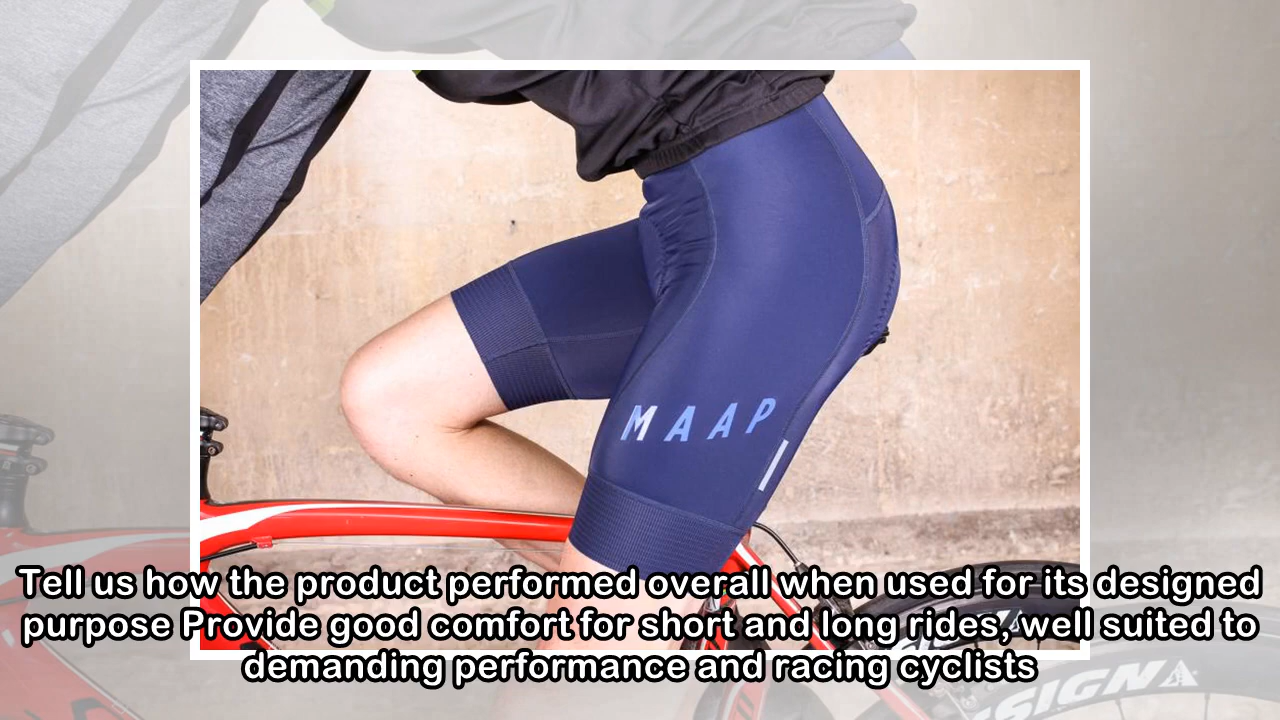 MAAP
Tell us how the product performed overall when used for its designed
purpose Provide good comfort for short and long rides, well suited to
demanding performance and racing cyclists
SIGNA